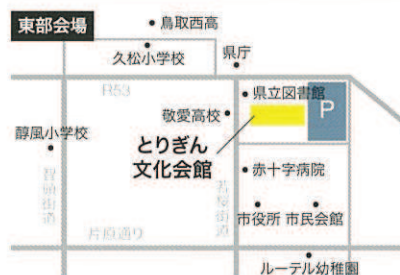 東部会場
鳥取西高
久松小学校
県庁
R53
県立図書館
P
敬愛高校
醇風小学校
とりぎん
文化会館
赤十字病院
智頭街道
若桜街道
市役所
市民会館
片原通り
ルーテル幼稚園